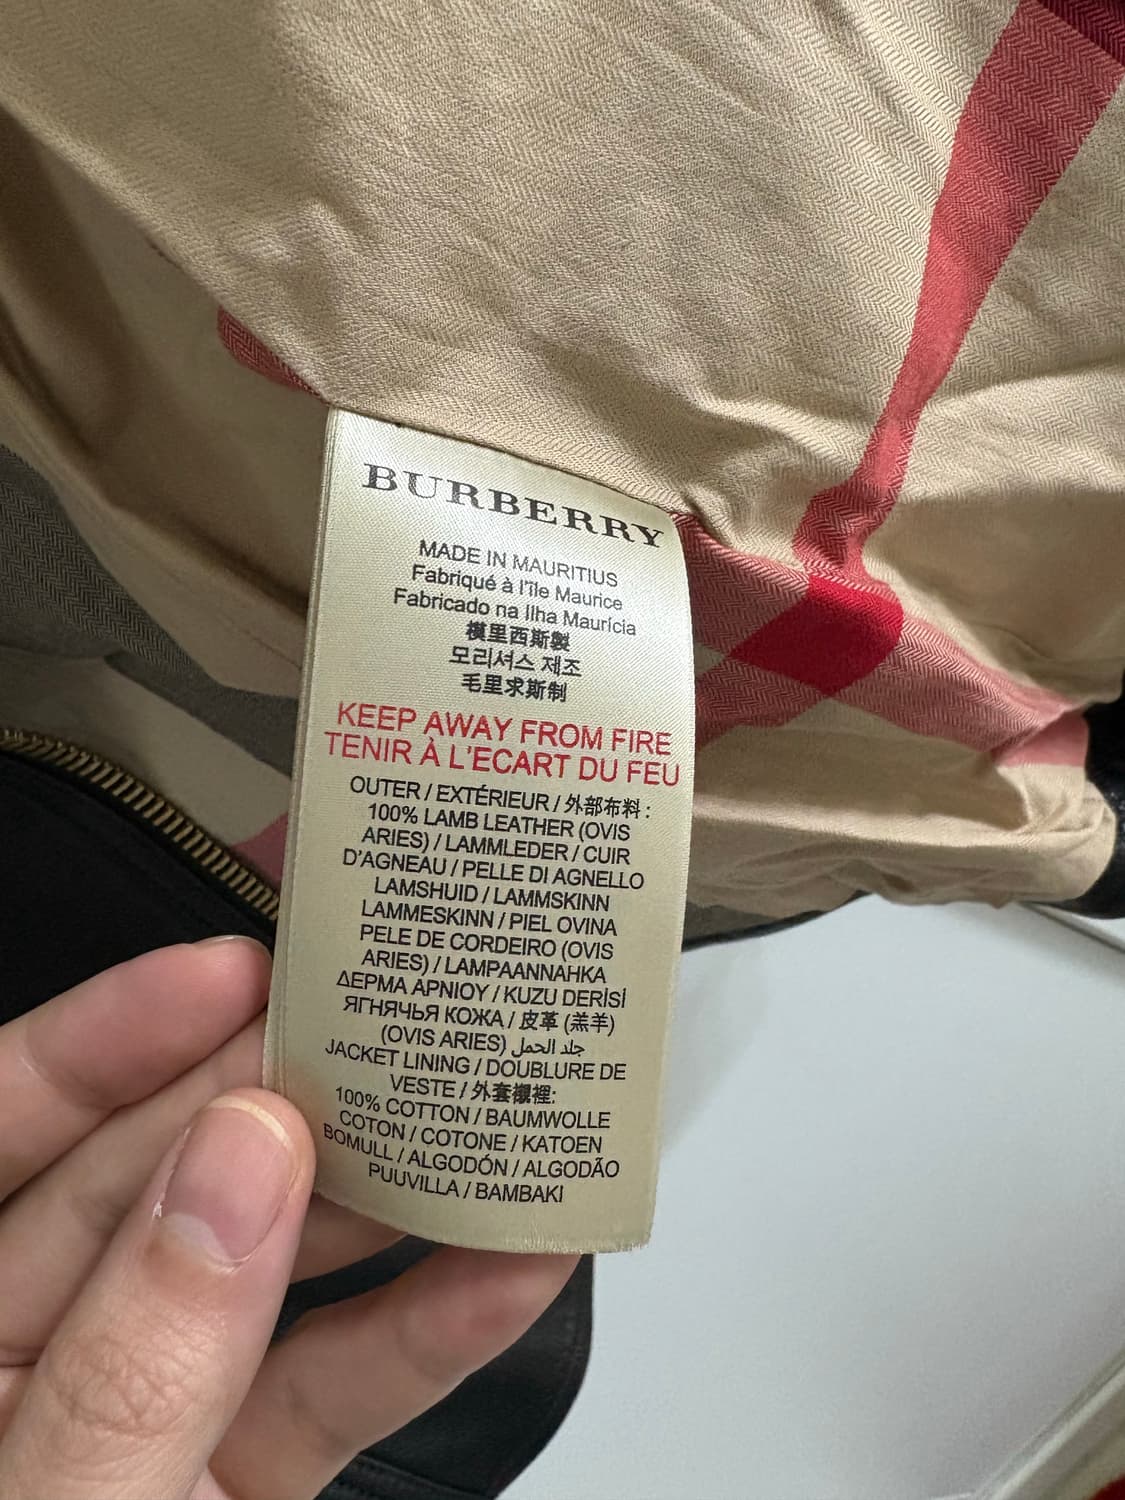 BURBERRY
MADE IN MAURITIUS
Fabriqué à l'île Maurice
Fabricado na Ilha Maurícia
模里西斯製
모리셔스 제조
毛里求斯制
KEEP AWAY FROM FIRE
TENIR À L'ECART DU FEU
OUTER / EXTÉRIEUR / 外部布料 :
100% LAMB LEATHER (OVIS
ARIES) / LAMMLEDER / CUIR
D'AGNEAU / PELLE DI AGNELLO
LAMSHUID / LAMMSKINN
LAMMESKINN / PIEL OVINA
PELE DE CORDEIRO (OVIS
ARIES) / LAMPAANNAHKA
ΔΕΡΜΑ ΑΡΝΙΟΥ / KUZU DERİSİ
ЯГНЯЧЬЯ КОЖА / 皮革 (羔羊)
(OVIS ARIES) جلد الحمل
JACKET LINING / DOUBLURE DE
VESTE / 外套襯裡:
100% COTTON / BAUMWOLLE
COTON / COTONE / KATOEN
BOMULL / ALGODÓN / ALGODÃO
PUUVILLA / BAMBAKI